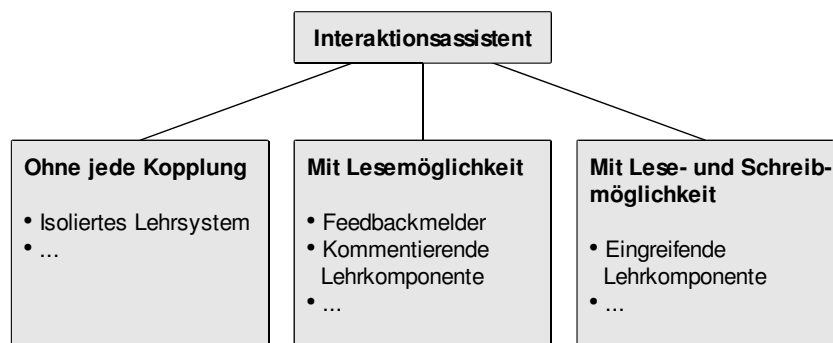 Interaktionsassistent
Ohne jede Kopplung
• Isoliertes Lehrsystem
• ...
Mit Lesemöglichkeit
• Feedbackmelder
• Kommentierende
Lehrkomponente
• ...
Mit Lese- und Schreib-
möglichkeit
• Eingreifende
Lehrkomponente
• ...